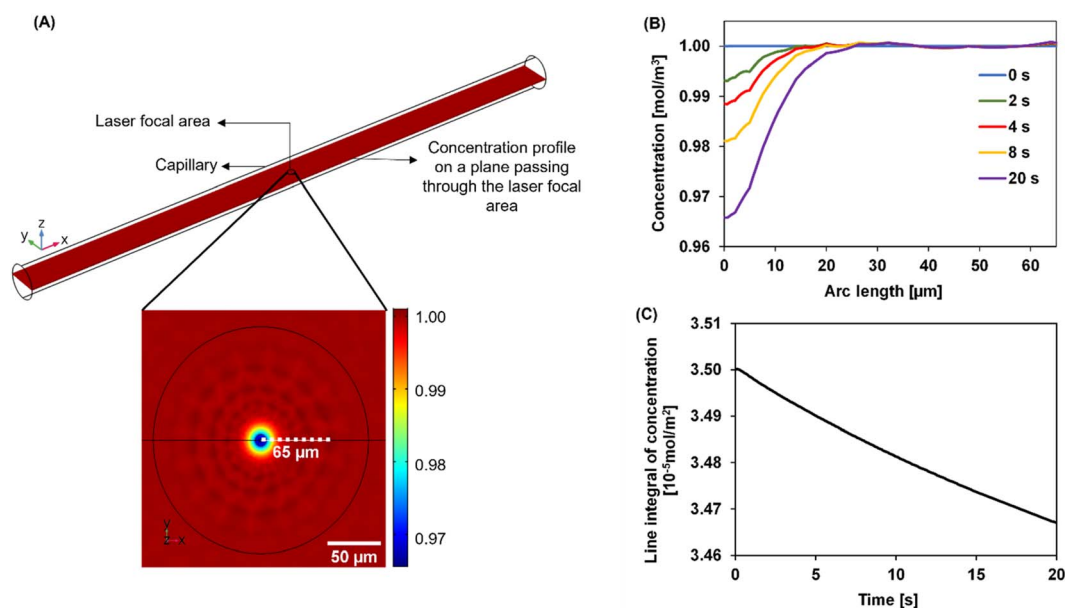 (A)
Laser focal area
Capillary
Concentration profile
on a plane passing
through the laser focal
area
z
y
x
1.00
0.99
0.98
0.97
65 µm
y
z
x
50 µm
(B)
Concentration [mol/m³]
1.00
0.99
0.98
0.97
0.96
0 s
2 s
4 s
8 s
20 s
0
10
20
30
40
50
60
Arc length [µm]
(C)
Line integral of concentration
[10⁻⁵mol/m²]
3.51
3.50
3.49
3.48
3.47
3.46
0
5
10
15
20
Time [s]